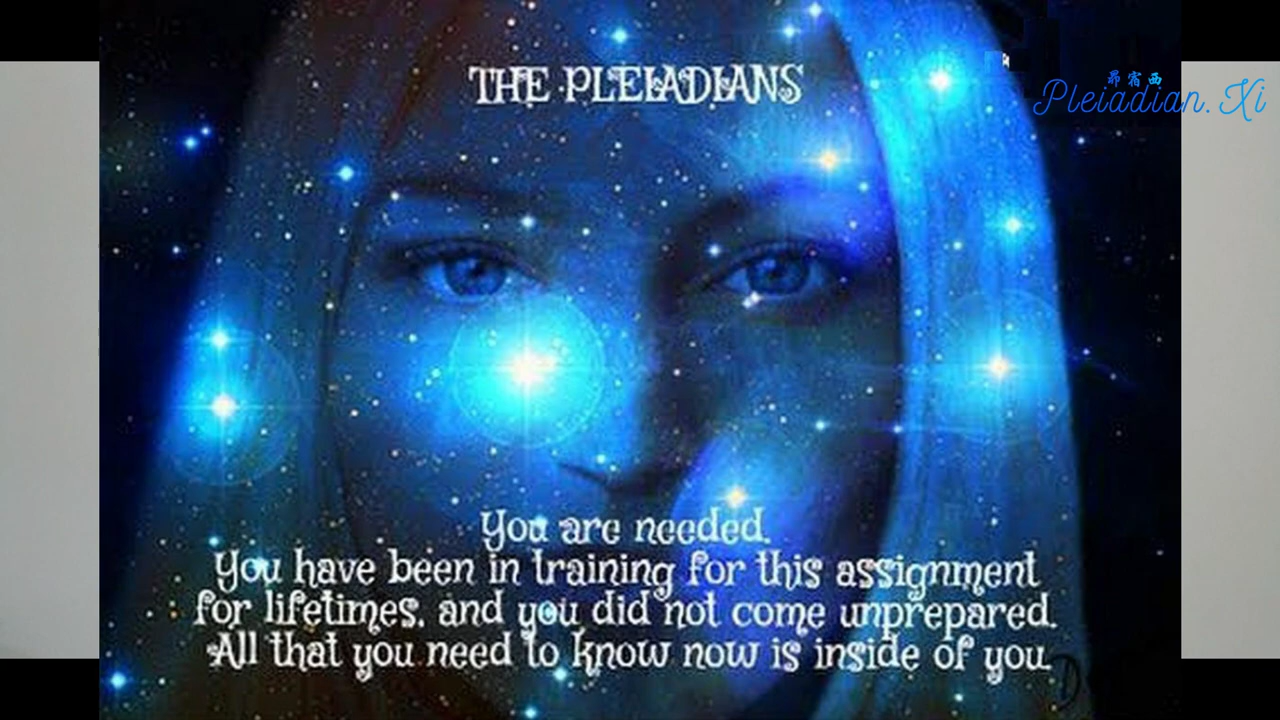 THE PLEIADIANS
昴宿西
Pleiadian.Xi
You are needed.
You have been in training for this assignment
for lifetimes. and you did not come unprepared.
All that you need to know now is inside of you.